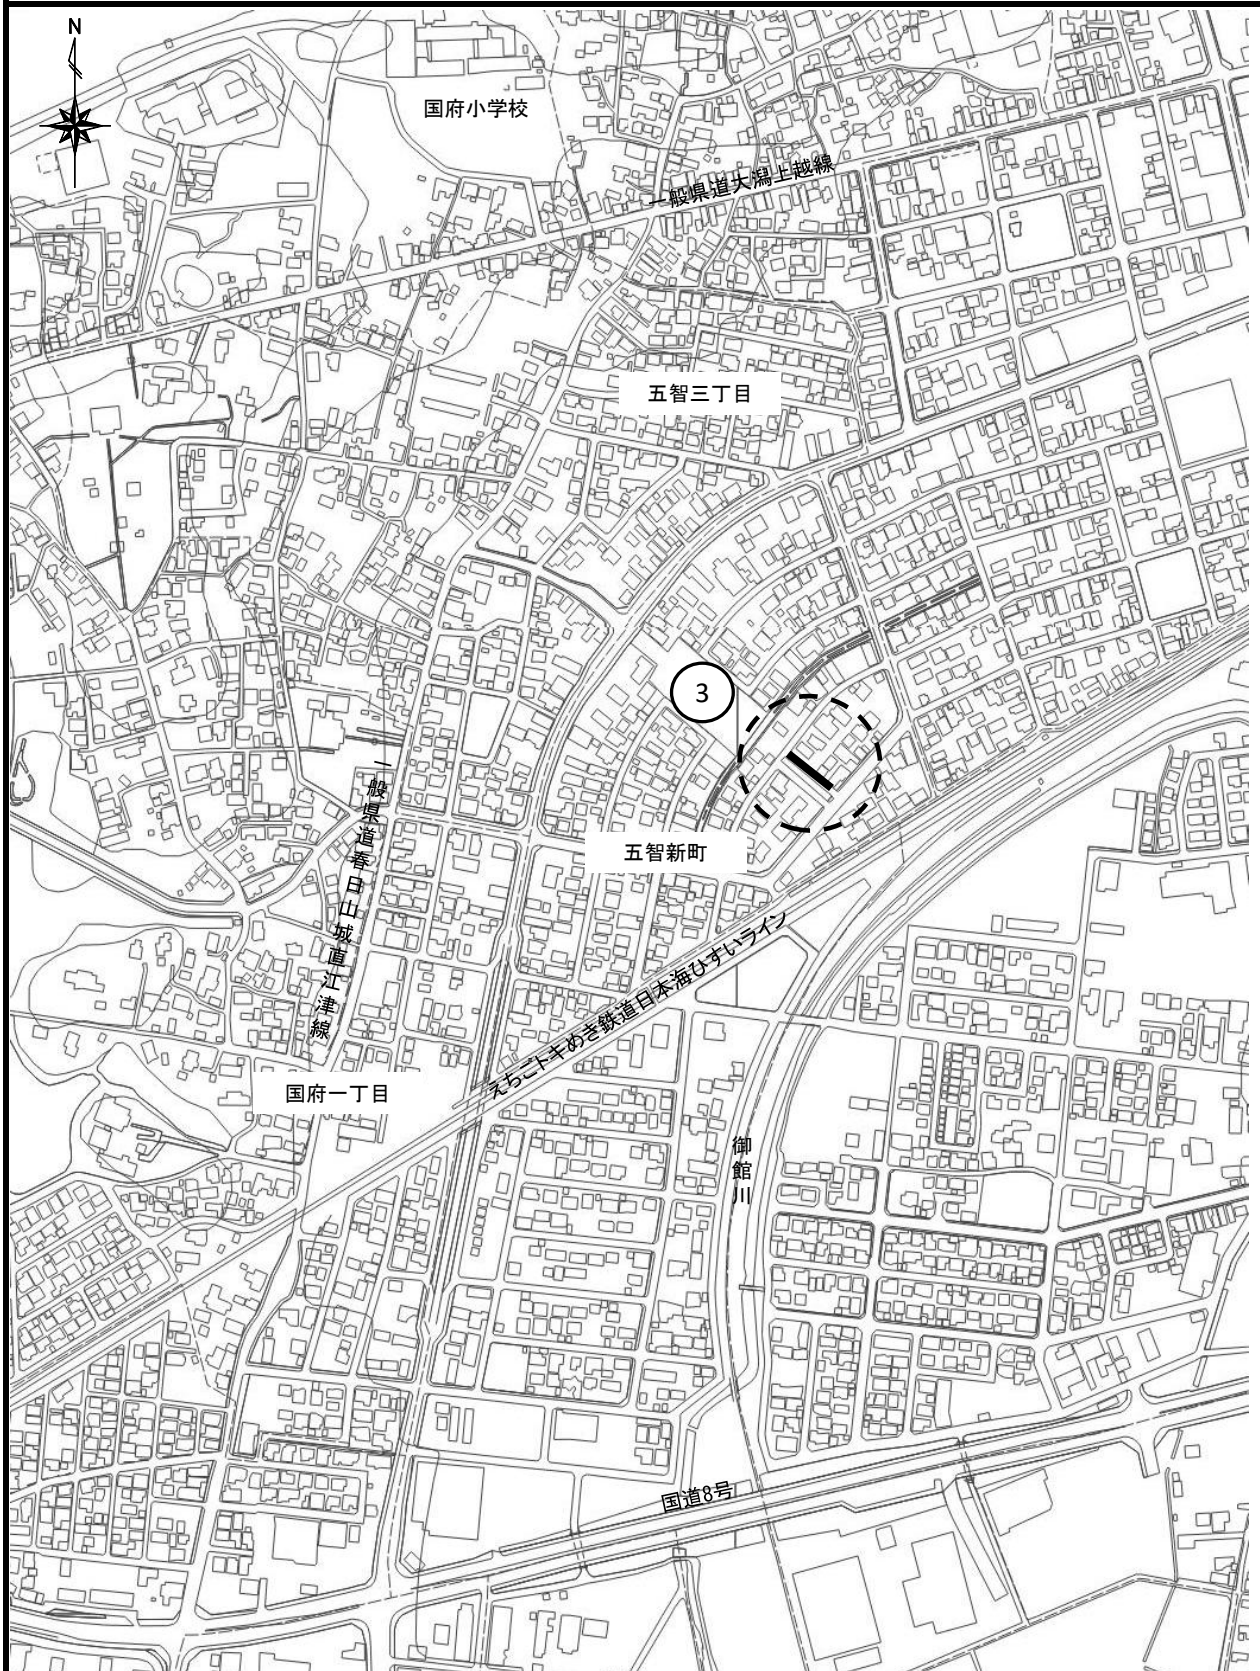 N
国府小学校
一般県道大潟上越線
五智三丁目
3
一般県道春日山城直江津線
五智新町
えちごトキめき鉄道日本海ひすいライン
国府一丁目
御館川
国道8号